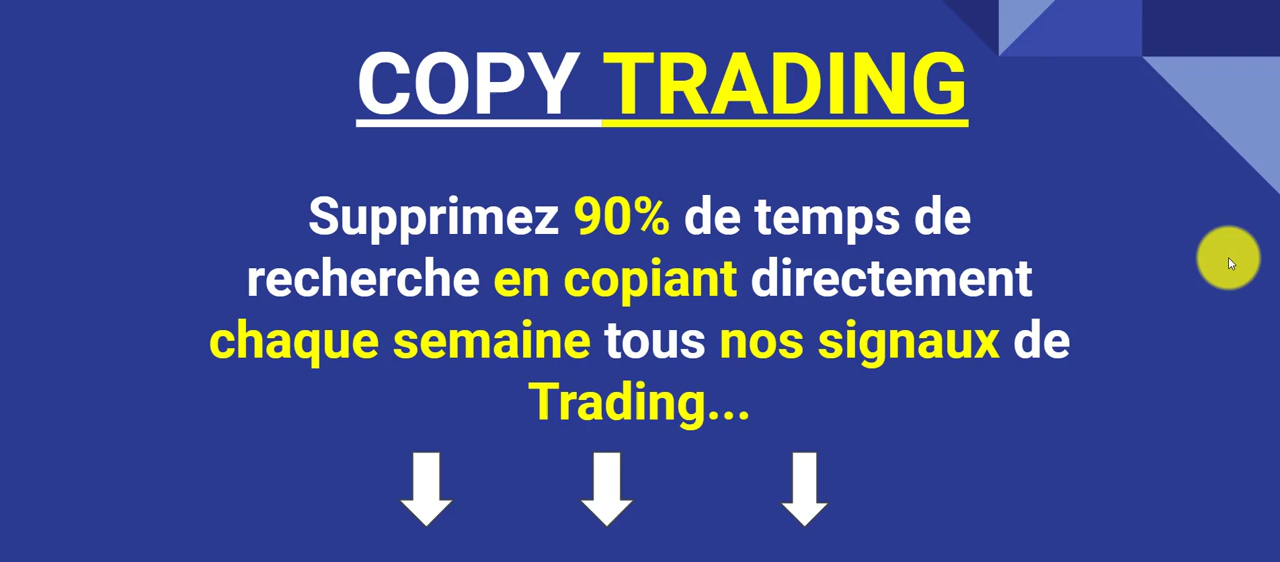 COPY TRADING
Supprimez 90% de temps de
recherche en copiant directement
chaque semaine tous nos signaux de
Trading...